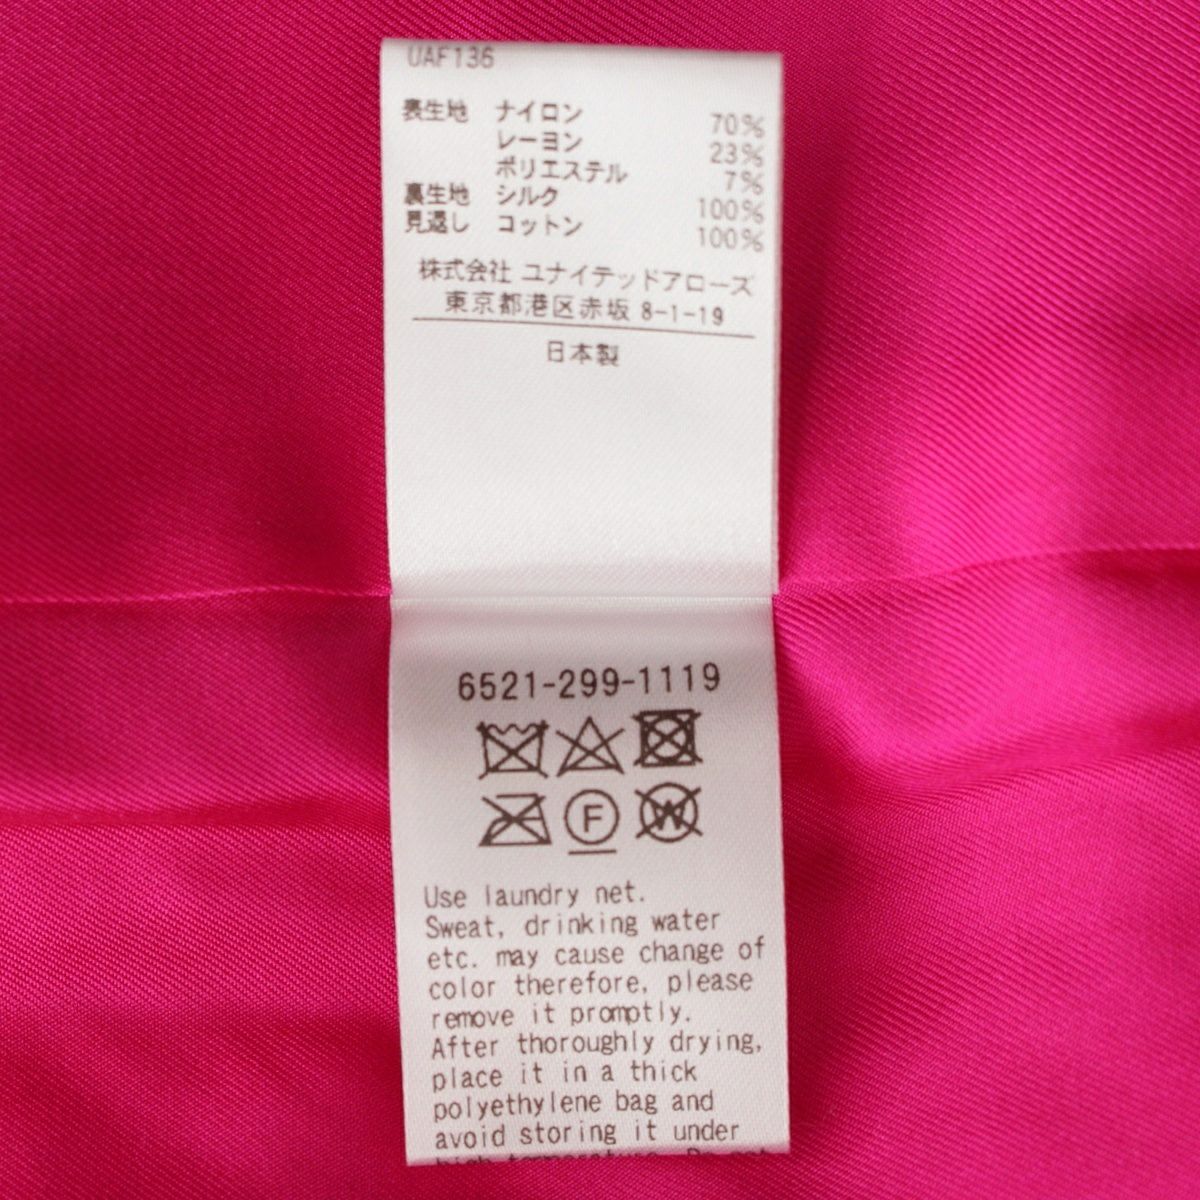 UAF136
表生地 ナイロン 70%
レーヨン 23%
ポリエステル 7%
裏生地 シルク 100%
見返し コットン 100%
株式会社 ユナイテッドアローズ
東京都港区赤坂 8-1-19
日本製
6521-299-1119
F
W
Use laundry net.
Sweat, drinking water
etc. may cause change of
color therefore, please
remove it promptly.
After thoroughly drying,
place it in a thick
polyethylene bag and
avoid storing it under
high temperature. Do not